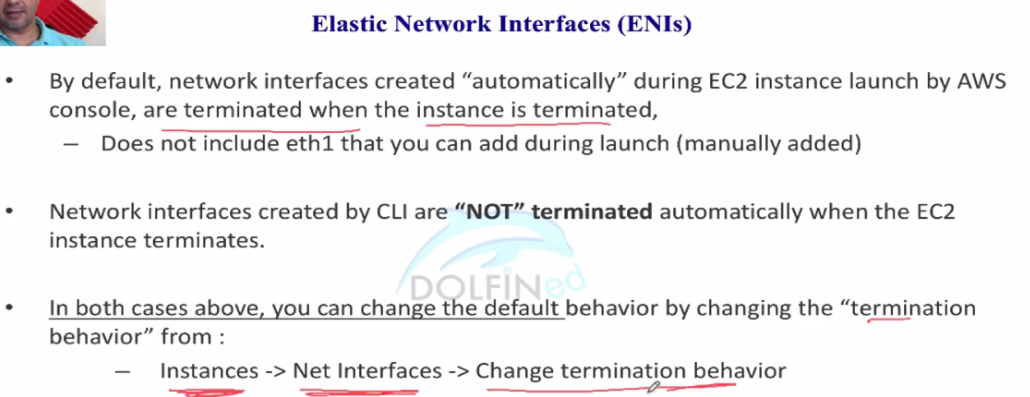 Elastic Network Interfaces (ENIs)
• By default, network interfaces created “automatically” during EC2 instance launch by AWS
console, are terminated when the instance is terminated,
– Does not include eth1 that you can add during launch (manually added)
• Network interfaces created by CLI are “NOT” terminated automatically when the EC2
instance terminates.
DOLFINed
• In both cases above, you can change the default behavior by changing the “termination
behavior” from :
– Instances -> Net Interfaces -> Change termination behavior